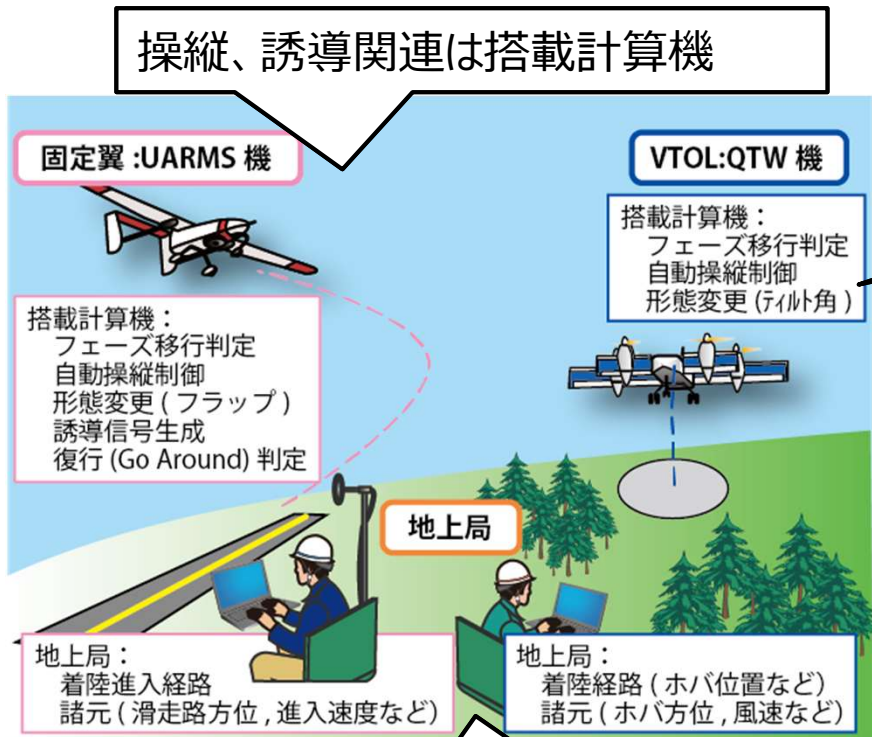 操縦、誘導関連は搭載計算機
固定翼 :UARMS 機
VTOL:QTW 機
搭載計算機：
フェーズ移行判定
自動操縦制御
形態変更 (ﾃｨﾙﾄ角 )
搭載計算機：
フェーズ移行判定
自動操縦制御
形態変更 ( フラップ )
誘導信号生成
復行 (Go Around) 判定
地上局
地上局：
着陸進入経路
諸元 ( 滑走路方位 , 進入速度など)
地上局：
着陸経路 ( ホバ位置など)
諸元 ( ホバ方位 , 風速など)